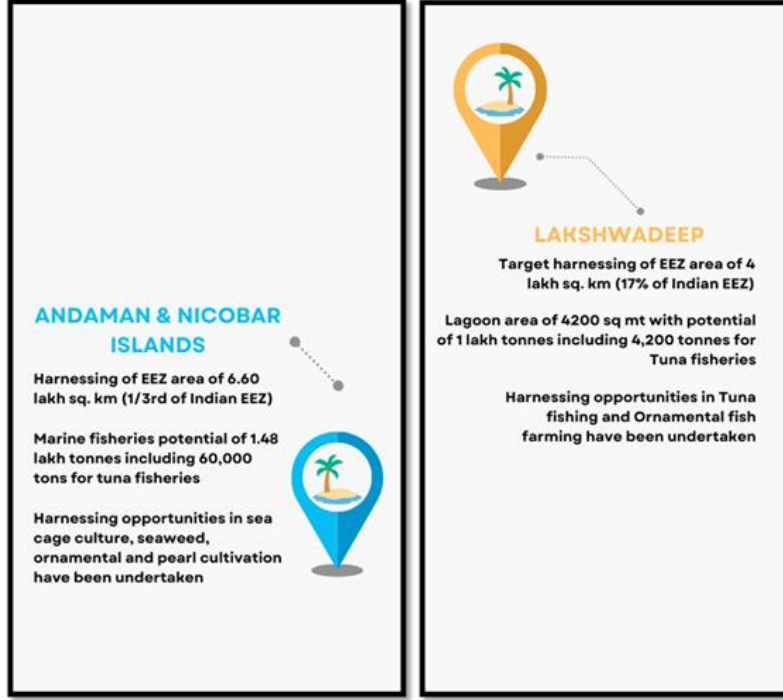 ANDAMAN & NICOBAR
ISLANDS
Harnessing of EEZ area of 6.60
lakh sq. km (1/3rd of Indian EEZ)
Marine fisheries potential of 1.48
lakh tonnes including 60,000
tons for tuna fisheries
Harnessing opportunities in sea
cage culture, seaweed,
ornamental and pearl cultivation
have been undertaken
LAKSHWADEEP
Target harnessing of EEZ area of 4
lakh sq. km (17% of Indian EEZ)
Lagoon area of 4200 sq mt with potential
of 1 lakh tonnes including 4,200 tonnes for
Tuna fisheries
Harnessing opportunities in Tuna
fishing and Ornamental fish
farming have been undertaken